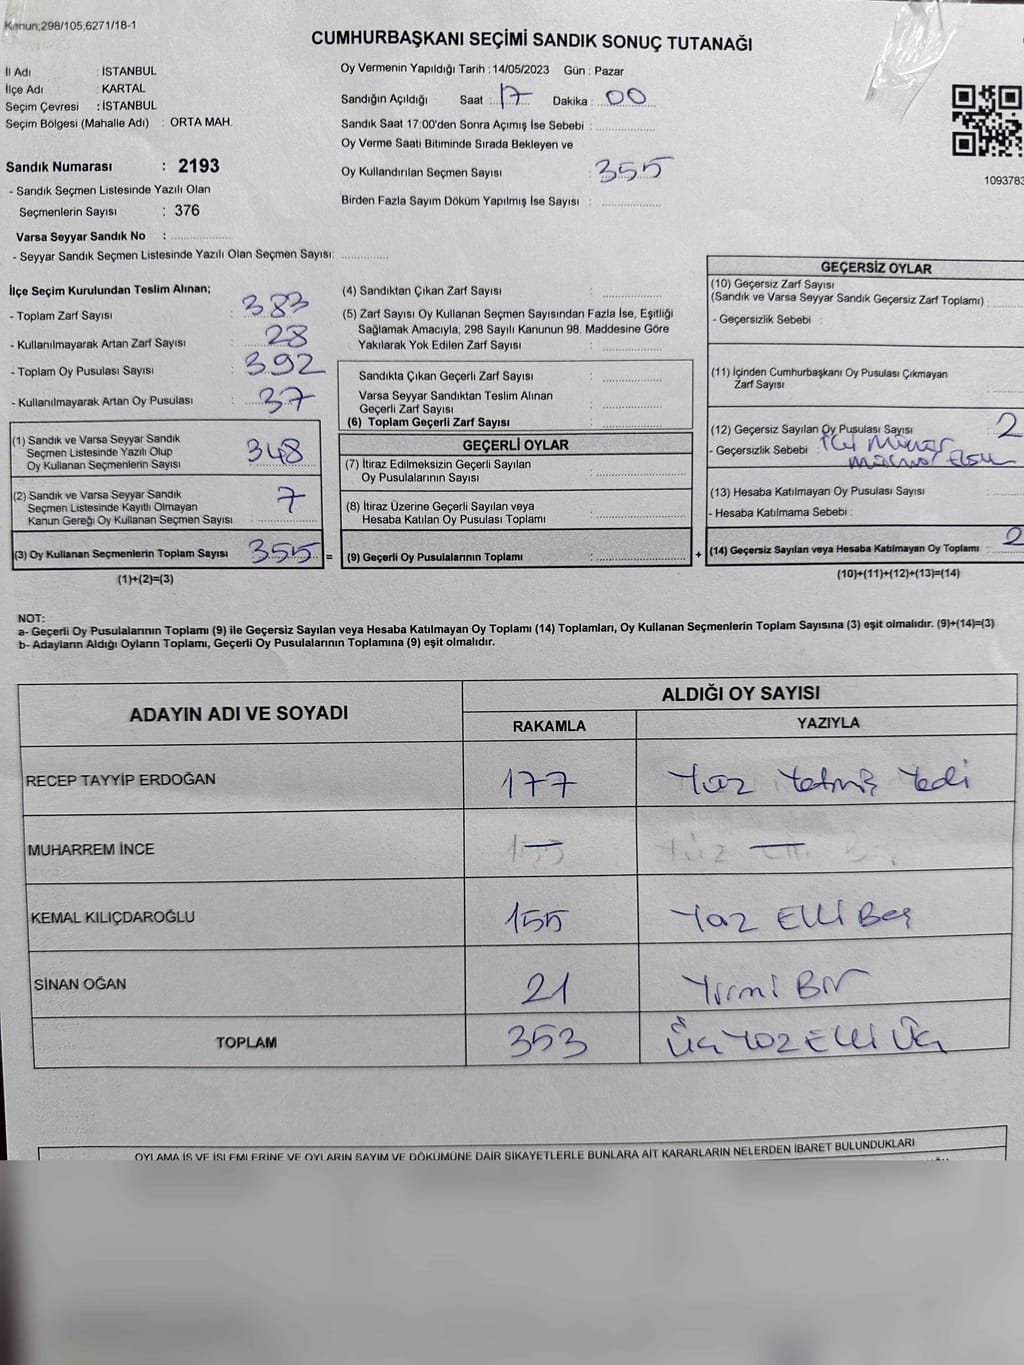 Kanun;298/105;6271/18-1
CUMHURBAŞKANI SEÇİMİ SANDIK SONUÇ TUTANAĞI
İl Adı : İSTANBUL
İlçe Adı : KARTAL
Seçim Çevresi : İSTANBUL
Seçim Bölgesi (Mahalle Adı) : ORTA MAH.
Sandık Numarası : 2193
- Sandık Seçmen Listesinde Yazılı Olan
Seçmenlerin Sayısı : 376
Varsa Seyyar Sandık No :
- Seyyar Sandık Seçmen Listesinde Yazılı Olan Seçmen Sayısı:
Oy Vermenin Yapıldığı Tarih : 14/05/2023 Gün : Pazar
Sandığın Açıldığı Saat : 17 Dakika : 00
Sandık Saat 17:00'den Sonra Açımış İse Sebebi :
Oy Verme Saati Bitiminde Sırada Bekleyen ve
Oy Kullandırılan Seçmen Sayısı : 355
Birden Fazla Sayım Döküm Yapılmış İse Sayısı :
1093783
İlçe Seçim Kurulundan Teslim Alınan;
- Toplam Zarf Sayısı : 383
- Kullanılmayarak Artan Zarf Sayısı : 28
- Toplam Oy Pusulası Sayısı : 392
- Kullanılmayarak Artan Oy Pusulası : 37
(1) Sandık ve Varsa Seyyar Sandık
Seçmen Listesinde Yazılı Olup
Oy Kullanan Seçmenlerin Sayısı : 348
(2) Sandık ve Varsa Seyyar Sandık
Seçmen Listesinde Kayıtlı Olmayan
Kanun Gereği Oy Kullanan Seçmen Sayısı : 7
(3) Oy Kullanan Seçmenlerin Toplam Sayısı : 355 =
(1)+(2)=(3)
(4) Sandıktan Çıkan Zarf Sayısı :
(5) Zarf Sayısı Oy Kullanan Seçmen Sayısından Fazla İse, Eşitliği
Sağlamak Amacıyla, 298 Sayılı Kanunun 98. Maddesine Göre
Yakılarak Yok Edilen Zarf Sayısı :
Sandıkta Çıkan Geçerli Zarf Sayısı :
Varsa Seyyar Sandıktan Teslim Alınan
Geçerli Zarf Sayısı :
(6) Toplam Geçerli Zarf Sayısı :
GEÇERLİ OYLAR
(7) İtiraz Edilmeksizin Geçerli Sayılan
Oy Pusulalarının Sayısı :
(8) İtiraz Üzerine Geçerli Sayılan veya
Hesaba Katılan Oy Pusulası Toplamı :
(9) Geçerli Oy Pusulalarının Toplamı : +
GEÇERSİZ OYLAR
(10) Geçersiz Zarf Sayısı
(Sandık ve Varsa Seyyar Sandık Geçersiz Zarf Toplamı) :
- Geçersizlik Sebebi :
(11) İçinden Cumhurbaşkanı Oy Pusulası Çıkmayan
Zarf Sayısı
(12) Geçersiz Sayılan Oy Pusulası Sayısı : 2
- Geçersizlik Sebebi :
(13) Hesaba Katılmayan Oy Pusulası Sayısı
- Hesaba Katılmama Sebebi :
(14) Geçersiz Sayılan veya Hesaba Katılmayan Oy Toplamı : 2
(10)+(11)+(12)+(13)=(14)
NOT:
a- Geçerli Oy Pusulalarının Toplamı (9) ile Geçersiz Sayılan veya Hesaba Katılmayan Oy Toplamı (14) Toplamları, Oy Kullanan Seçmenlerin Toplam Sayısına (3) eşit olmalıdır. (9)+(14)=(3)
b- Adayların Aldığı Oyların Toplamı, Geçerli Oy Pusulalarının Toplamına (9) eşit olmalıdır.
ADAYIN ADI VE SOYADI
ALDIĞI OY SAYISI
RAKAMLA YAZIYLA
RECEP TAYYİP ERDOĞAN 177 Yüz Yetmiş Yedi
MUHARREM İNCE —  —
KEMAL KILIÇDAROĞLU 155 Yüz Elli Beş
SİNAN OĞAN 21 Yirmi Bir
TOPLAM 353 Üç Yüz Elli Üç
OYLAMA İŞ VE İŞLEMLERİNE VE OYLARIN SAYIM VE DÖKÜMÜNE DAİR ŞİKAYETLERLE BUNLARA AİT KARARLARIN NELERDEN İBARET BULUNDUKLARI